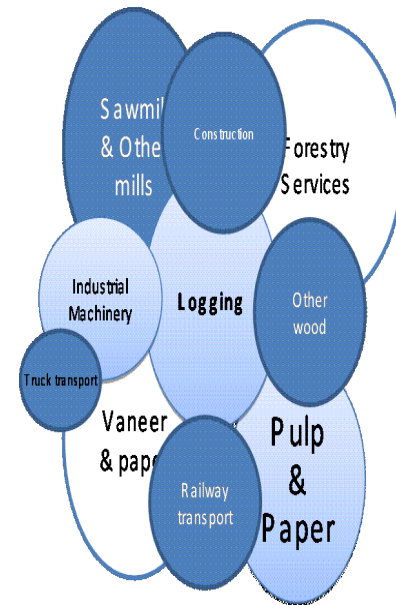 Sawmil
& Othe
mills
Construction
Forestry
Services
Industrial
Machinery
Logging
Other
wood
Truck transport
Vaneer
& pape
Pulp
&
Paper
Railway
transport